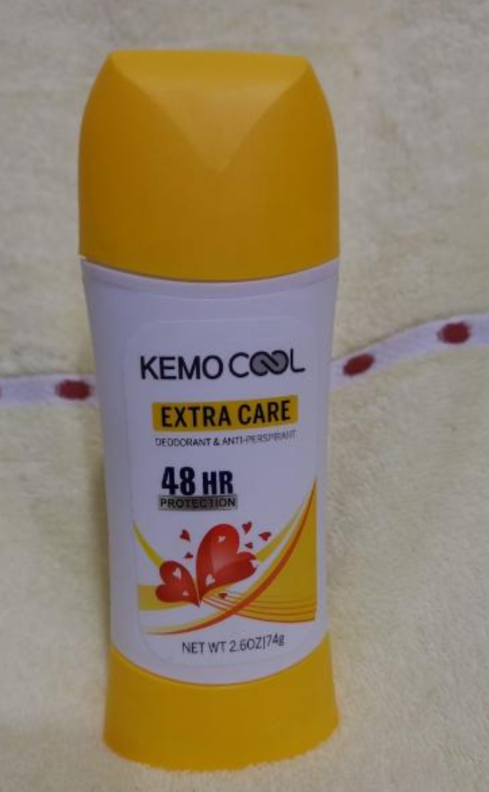 KEMO COOL
EXTRA CARE
DEODORANT & ANTI-PERSPIRANT
48 HR
PROTECTION
NET WT 2.6OZ|74g